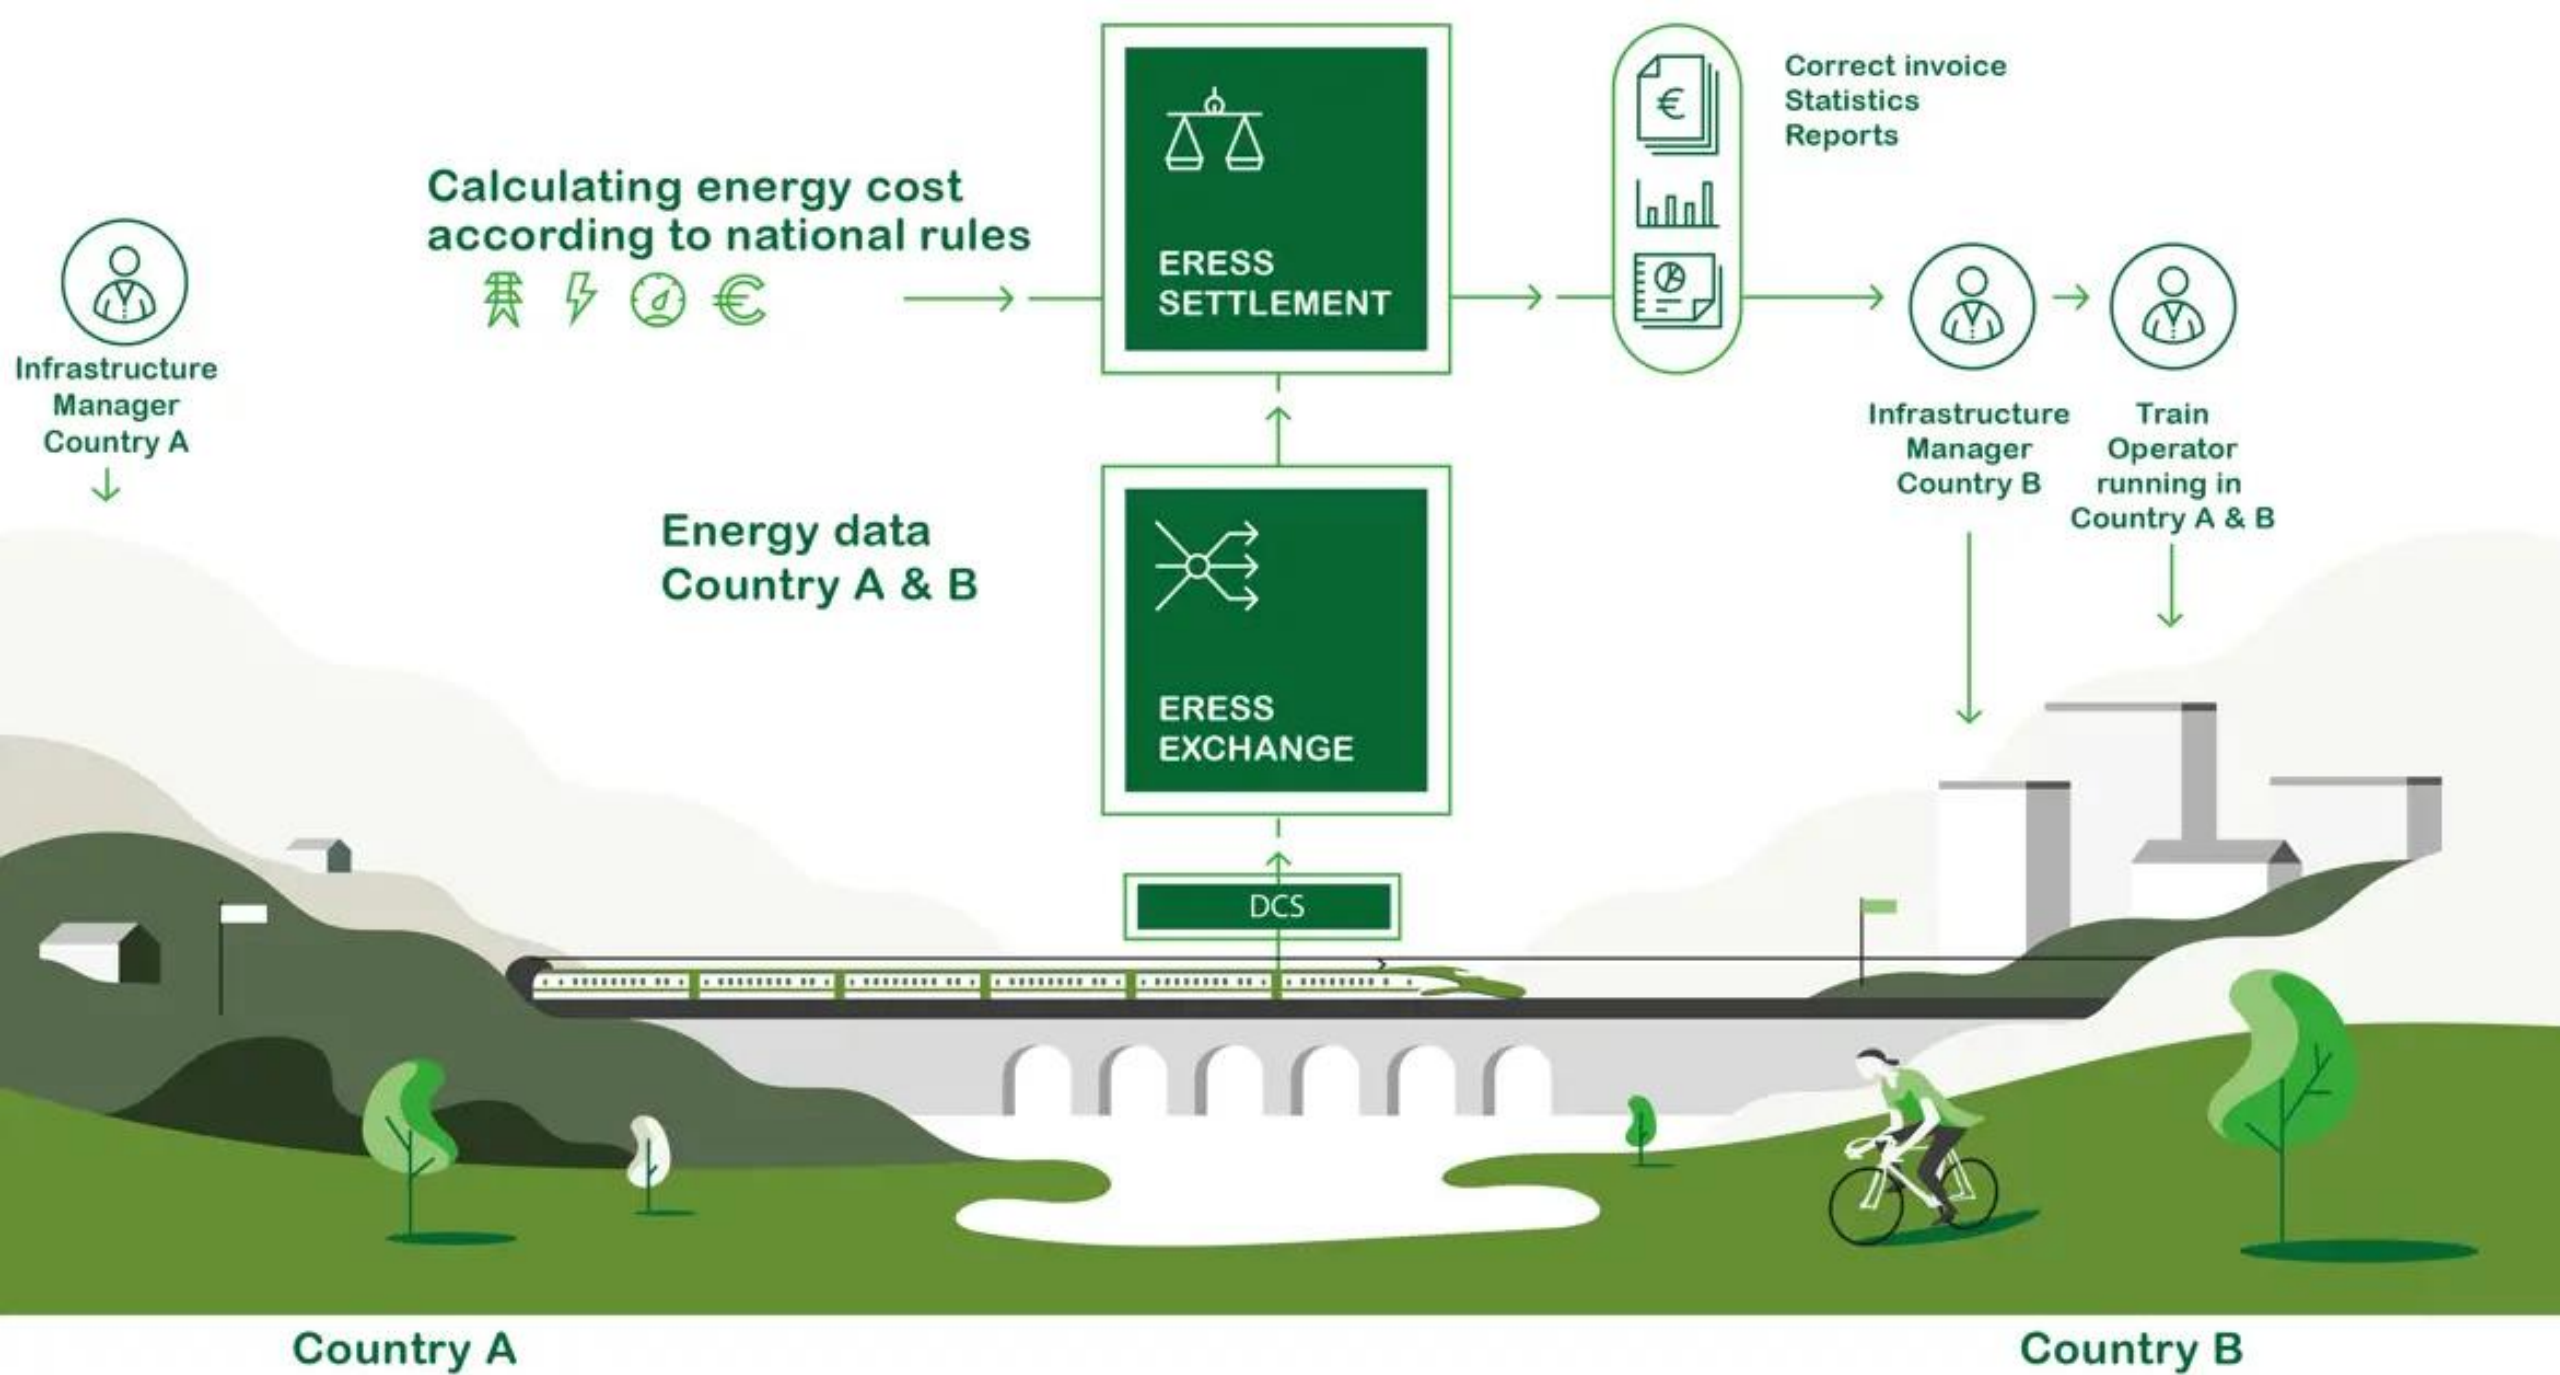 Correct invoice
Statistics
Reports
Calculating energy cost
according to national rules
€
€
ERESS
SETTLEMENT
Infrastructure
Manager
Country A
Infrastructure
Manager
Country B
Train
Operator
running in
Country A & B
Energy data
Country A & B
ERESS
EXCHANGE
DCS
Country A
Country B